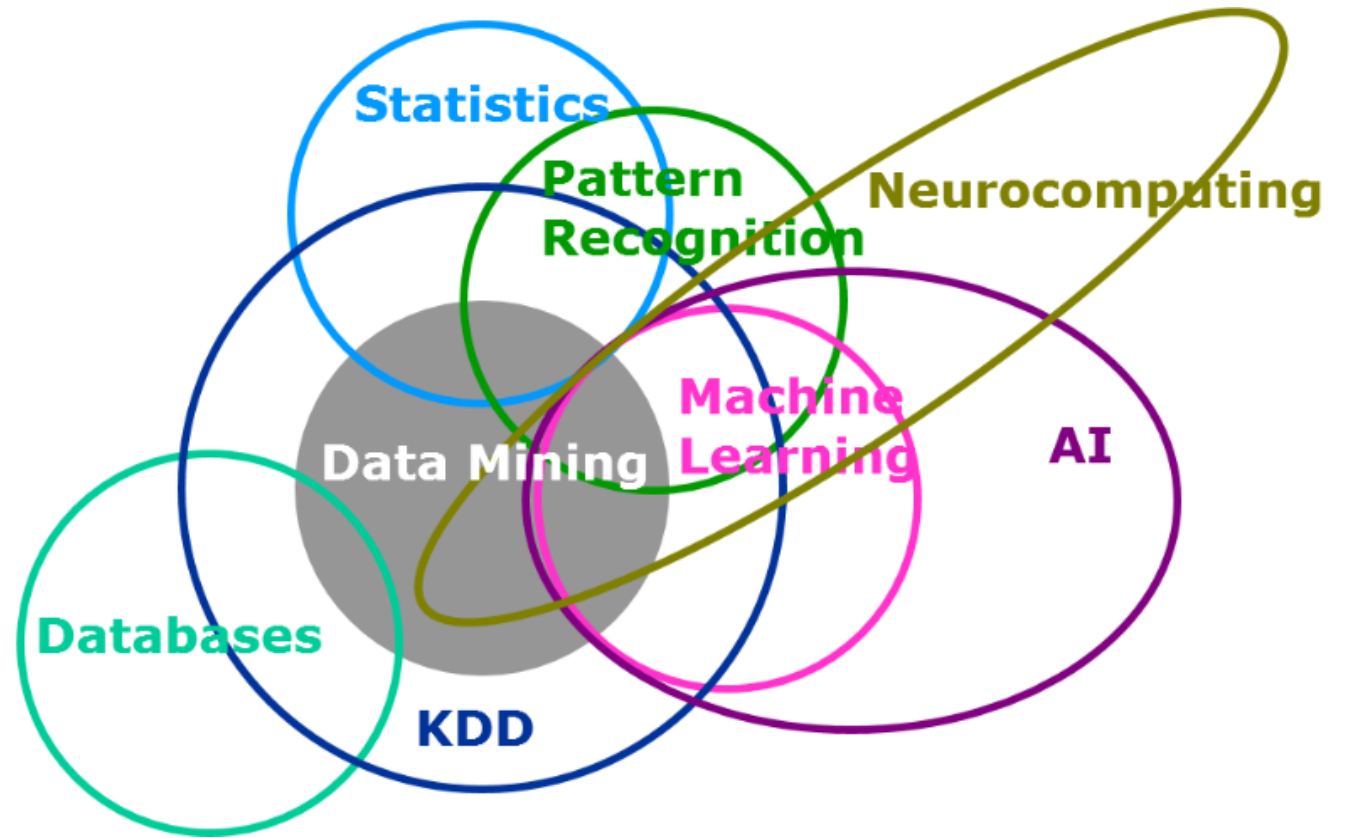 Statistics
Pattern
Recognition
Neurocomputing
Machine
Learning
AI
Data Mining
Databases
KDD